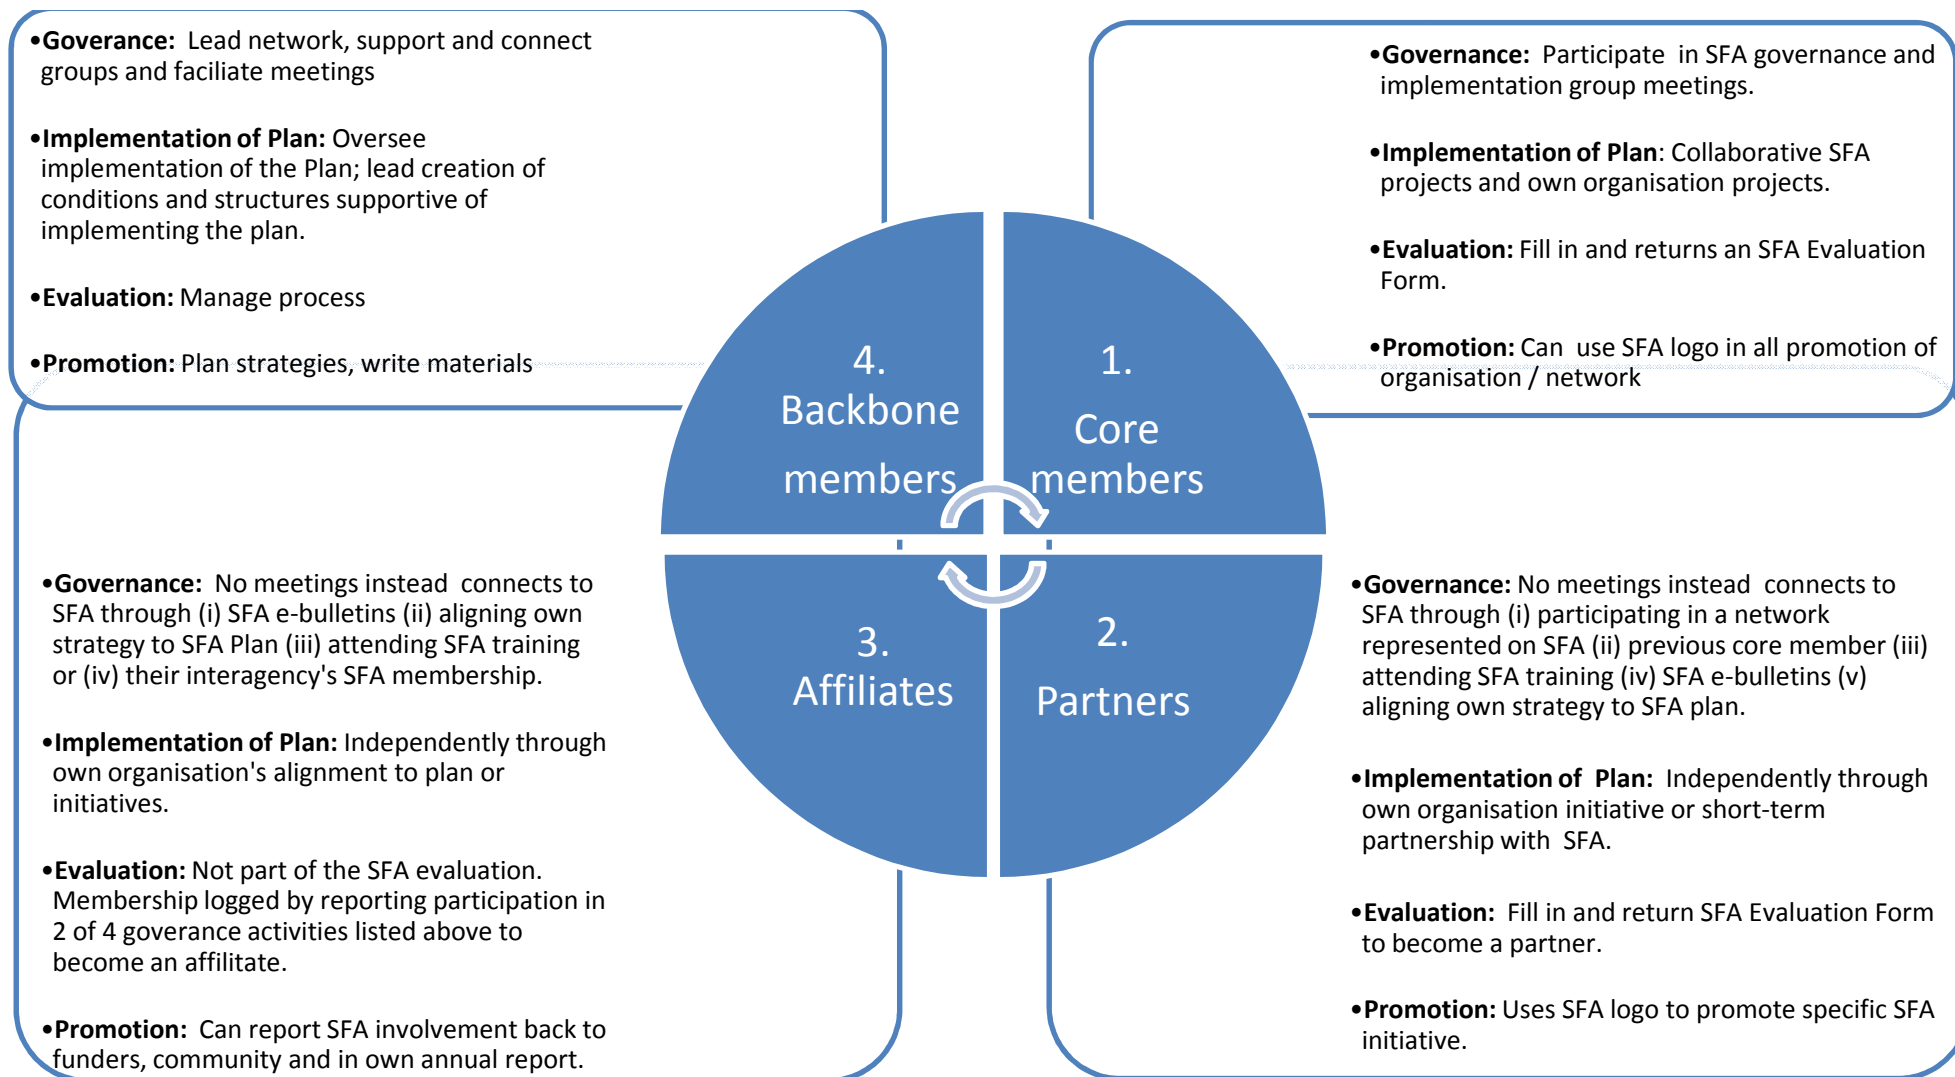 •Goverance: Lead network, support and connect
groups and faciliate meetings
•Implementation of Plan: Oversee
implementation of the Plan; lead creation of
conditions and structures supportive of
implementing the plan.
•Evaluation: Manage process
•Promotion: Plan strategies, write materials
•Governance: Participate in SFA governance and
implementation group meetings.
•Implementation of Plan: Collaborative SFA
projects and own organisation projects.
•Evaluation: Fill in and returns an SFA Evaluation
Form.
•Promotion: Can use SFA logo in all promotion of
organisation / network
4.
Backbone
members
1.
Core
members
3.
Affiliates
2.
Partners
•Governance: No meetings instead connects to
SFA through (i) SFA e-bulletins (ii) aligning own
strategy to SFA Plan (iii) attending SFA training
or (iv) their interagency's SFA membership.
•Implementation of Plan: Independently through
own organisation's alignment to plan or
initiatives.
•Evaluation: Not part of the SFA evaluation.
Membership logged by reporting participation in
2 of 4 goverance activities listed above to
become an affilitate.
•Promotion: Can report SFA involvement back to
funders, community and in own annual report.
•Governance: No meetings instead connects to
SFA through (i) participating in a network
represented on SFA (ii) previous core member (iii)
attending SFA training (iv) SFA e-bulletins (v)
aligning own strategy to SFA plan.
•Implementation of Plan: Independently through
own organisation initiative or short-term
partnership with SFA.
•Evaluation: Fill in and return SFA Evaluation Form
to become a partner.
•Promotion: Uses SFA logo to promote specific SFA
initiative.